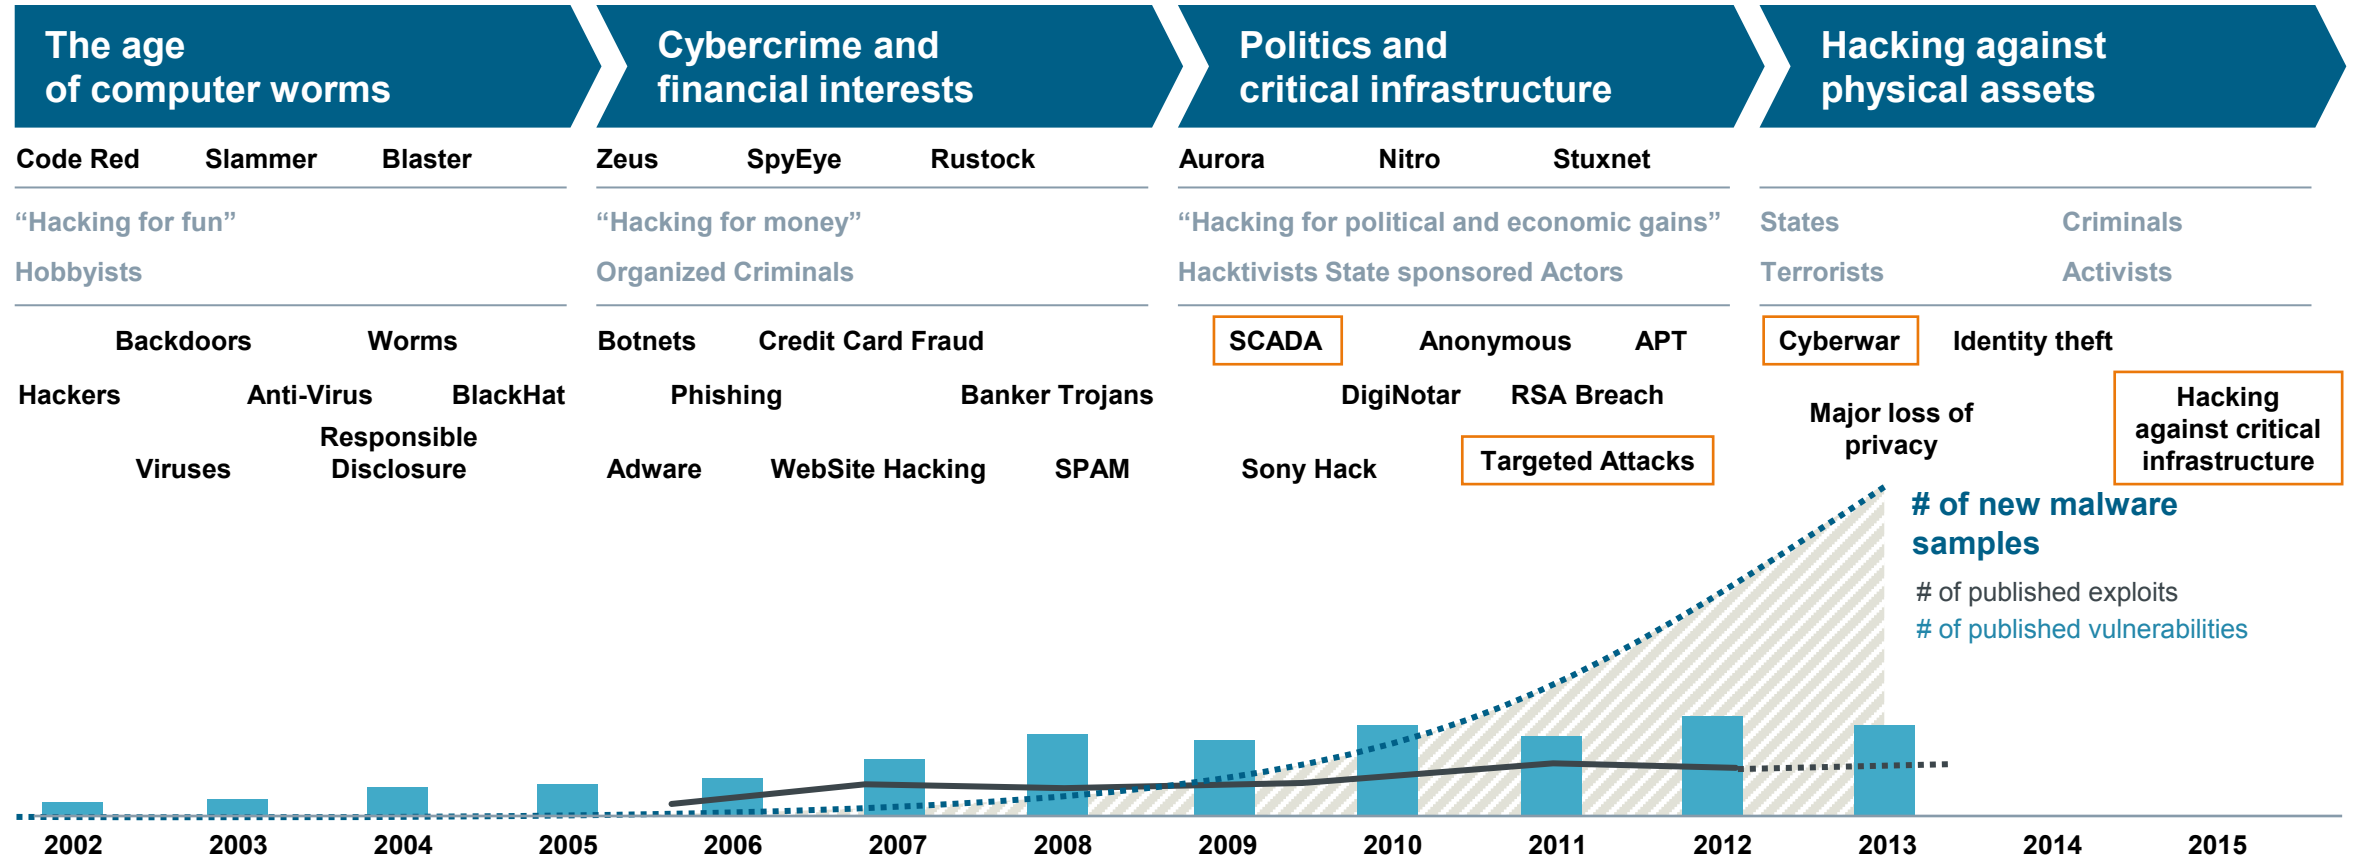 The age
of computer worms
Cybercrime and
financial interests
Politics and
critical infrastructure
Hacking against
physical assets
Code Red Slammer Blaster
Zeus SpyEye Rustock
Aurora Nitro Stuxnet
“Hacking for fun”
“Hacking for money”
“Hacking for political and economic gains”
States Criminals
Hobbyists
Organized Criminals
Hacktivists State sponsored Actors
Terrorists Activists
Backdoors Worms
Botnets Credit Card Fraud
SCADA Anonymous APT
Cyberwar Identity theft
Hackers Anti-Virus BlackHat
Phishing Banker Trojans
DigiNotar RSA Breach
Major loss of
privacy
Hacking
against critical
infrastructure
Viruses
Responsible
Disclosure
Adware WebSite Hacking SPAM
Sony Hack Targeted Attacks
# of new malware
samples
# of published exploits
# of published vulnerabilities
2002 2003 2004 2005 2006 2007 2008 2009 2010 2011 2012 2013 2014 2015